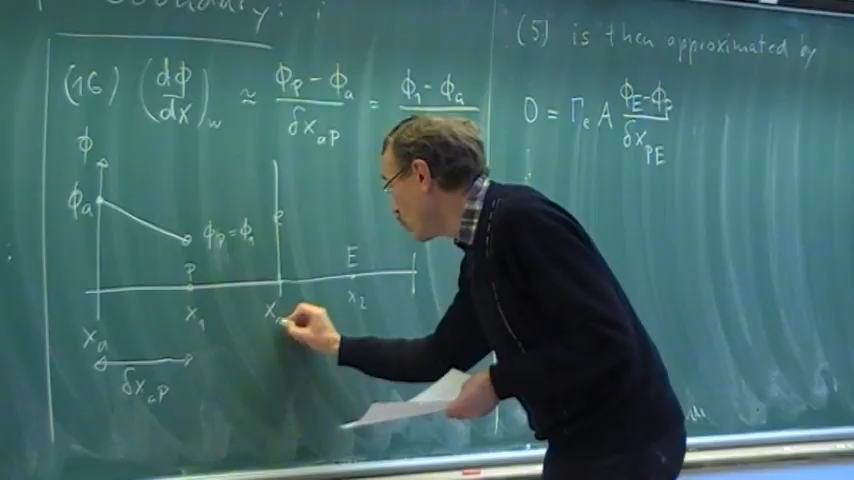 boundary:
(16) (dϕ/dx)_w ≈ (ϕ_P - ϕ_a)/δx_aP = (ϕ_1 - ϕ_a)/
ϕ
ϕ_a
ϕ_P = ϕ_1
e
P
E
x_a
x_1
x
x_2
δx_aP
(5) is then approximated by
0 = Γ_e A (ϕ_E - ϕ_P)/δx_PE